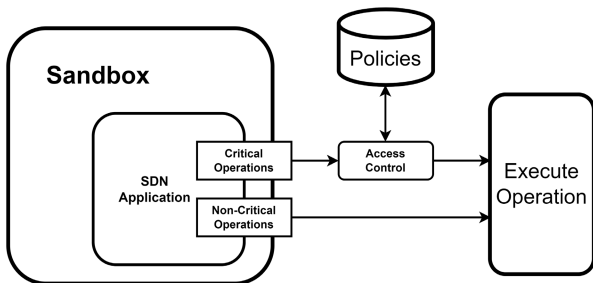 Policies
Sandbox
Critical
Operations
Access
Control
SDN
Application
Execute
Operation
Non-Critical
Operations